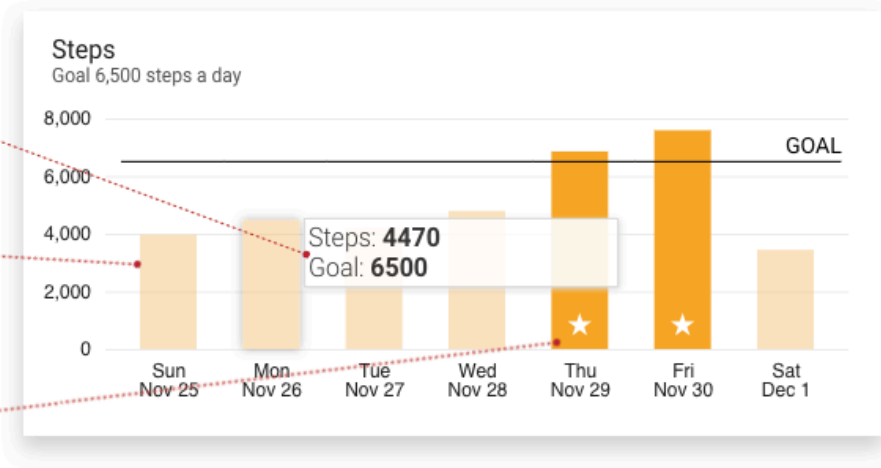 Steps
Goal 6,500 steps a day
8,000
GOAL
6,000
4,000
Steps: 4470
Goal: 6500
2,000
0
Sun Mon Tue Wed Thu Fri Sat
Nov 25 Nov 26 Nov 27 Nov 28 Nov 29 Nov 30 Dec 1